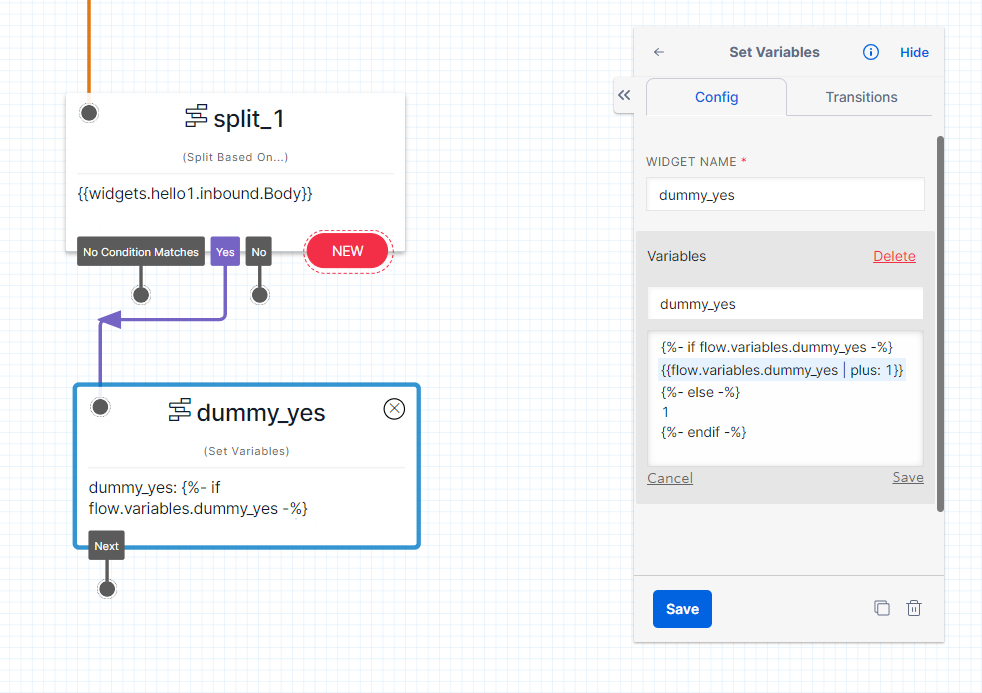 split_1
(Split Based On...)
{{widgets.hello1.inbound.Body}}
No Condition Matches
Yes
No
NEW
dummy_yes
(Set Variables)
dummy_yes: {%- if
flow.variables.dummy_yes -%}
Next
Set Variables
Hide
Config
Transitions
WIDGET NAME *
dummy_yes
Variables
Delete
dummy_yes
{%- if flow.variables.dummy_yes -%}
{{flow.variables.dummy_yes | plus: 1}}
{%- else -%}
1
{%- endif -%}
Cancel
Save
Save